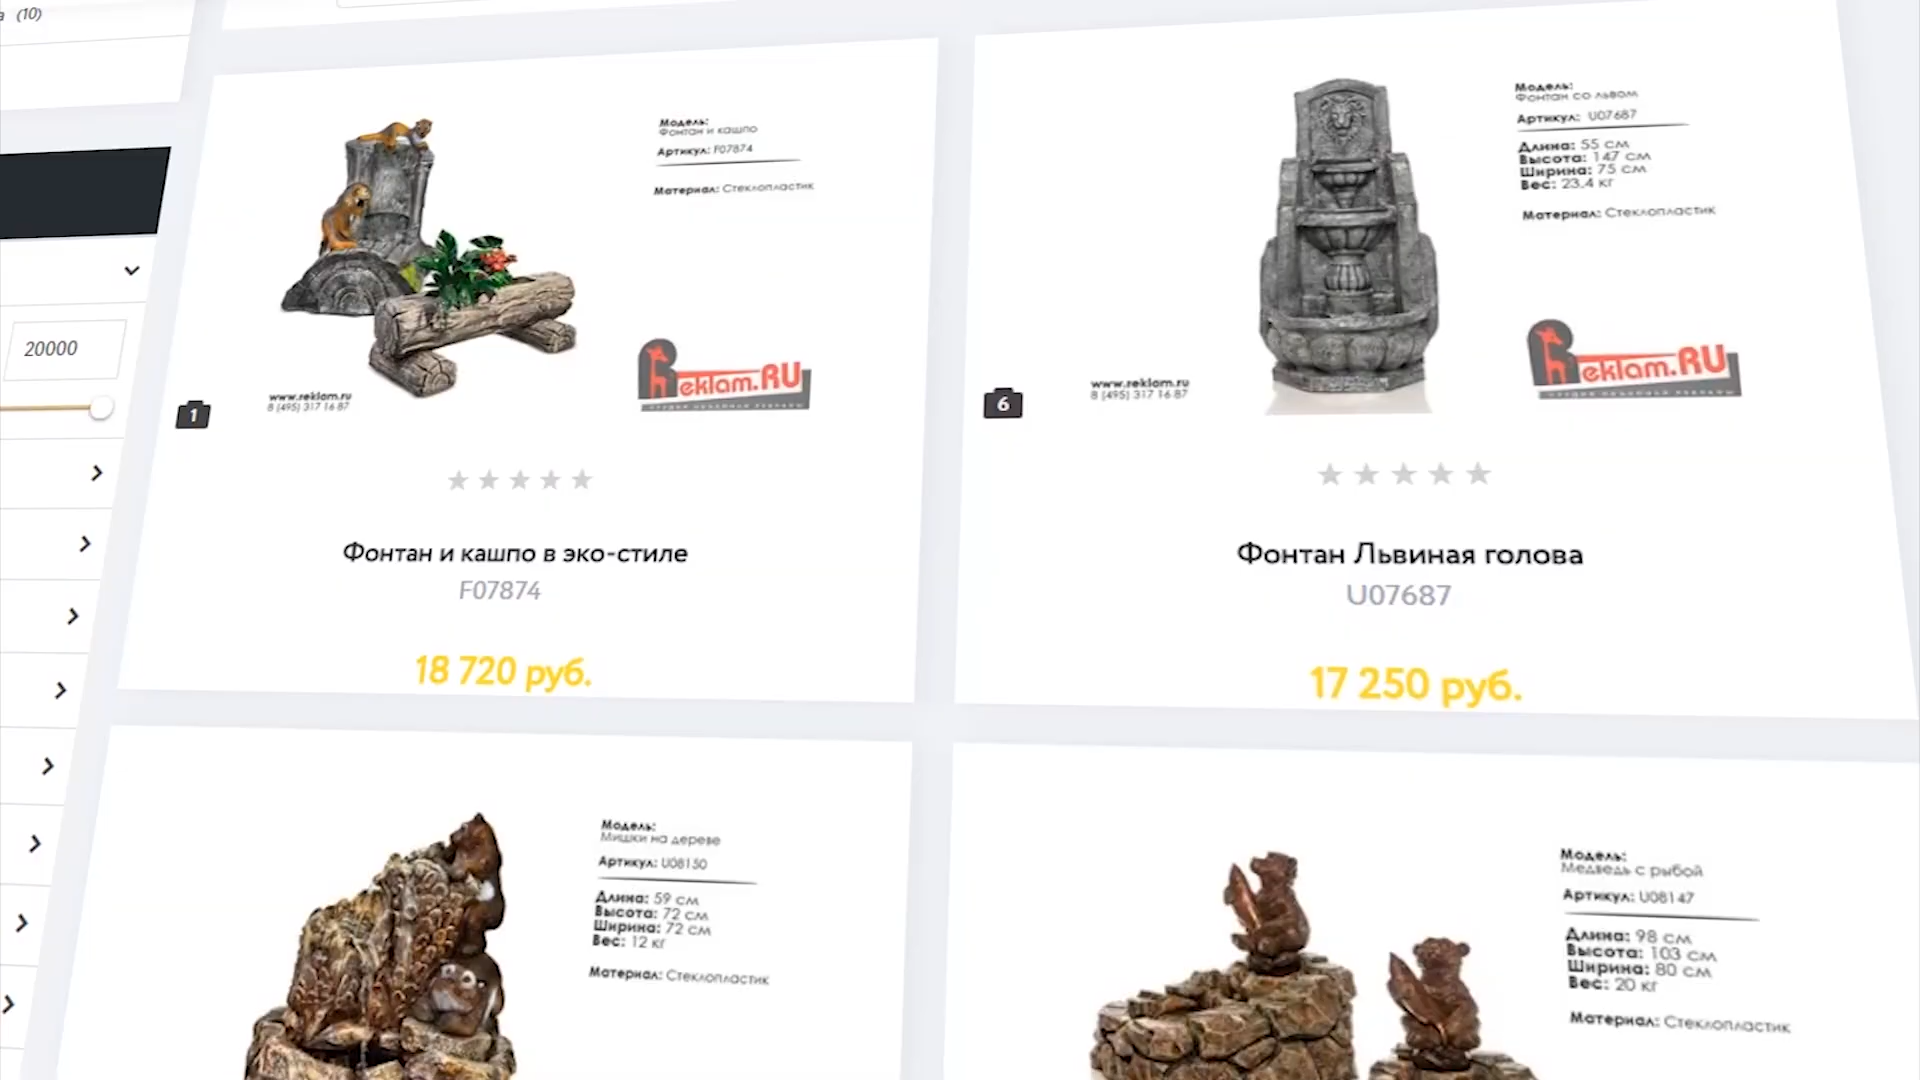 (10)
20000
Модель:
Фонтан и кашпо
Артикул: F07874
Материал: Стеклопластик
www.reklam.ru
8 (495) 317 16 87
Reklam.RU
1
Фонтан и кашпо в эко-стиле
F07874
18 720 руб.
Модель:
Фонтан со львом
Артикул: U07687
Длина: 55 см
Высота: 147 см
Ширина: 75 см
Вес: 23.4 кг
Материал: Стеклопластик
www.reklam.ru
8 (495) 317 16 87
Reklam.RU
6
Фонтан Львиная голова
U07687
17 250 руб.
Модель:
Мишки на дереве
Артикул: U08130
Длина: 59 см
Высота: 72 см
Ширина: 72 см
Вес: 12 кг
Материал: Стеклопластик
Модель:
Медведь с рыбой
Артикул: U08147
Длина: 98 см
Высота: 103 см
Ширина: 80 см
Вес: 20 кг
Материал: Стеклопластик